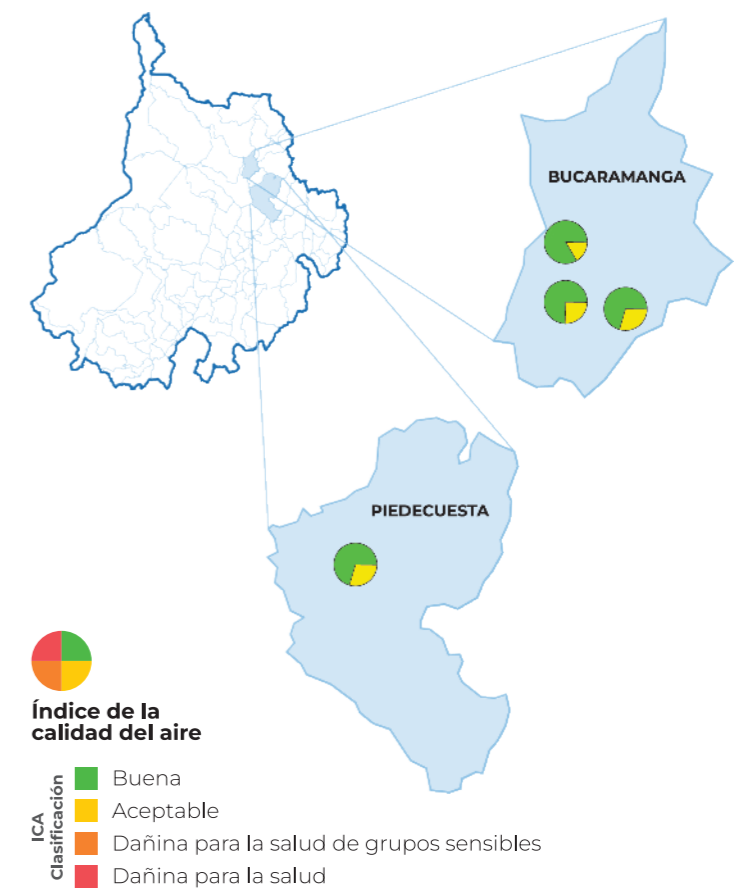 BUCARAMANGA
PIEDECUESTA
Índice de la
calidad del aire
ICA
Clasificación
Buena
Aceptable
Dañina para la salud de grupos sensibles
Dañina para la salud